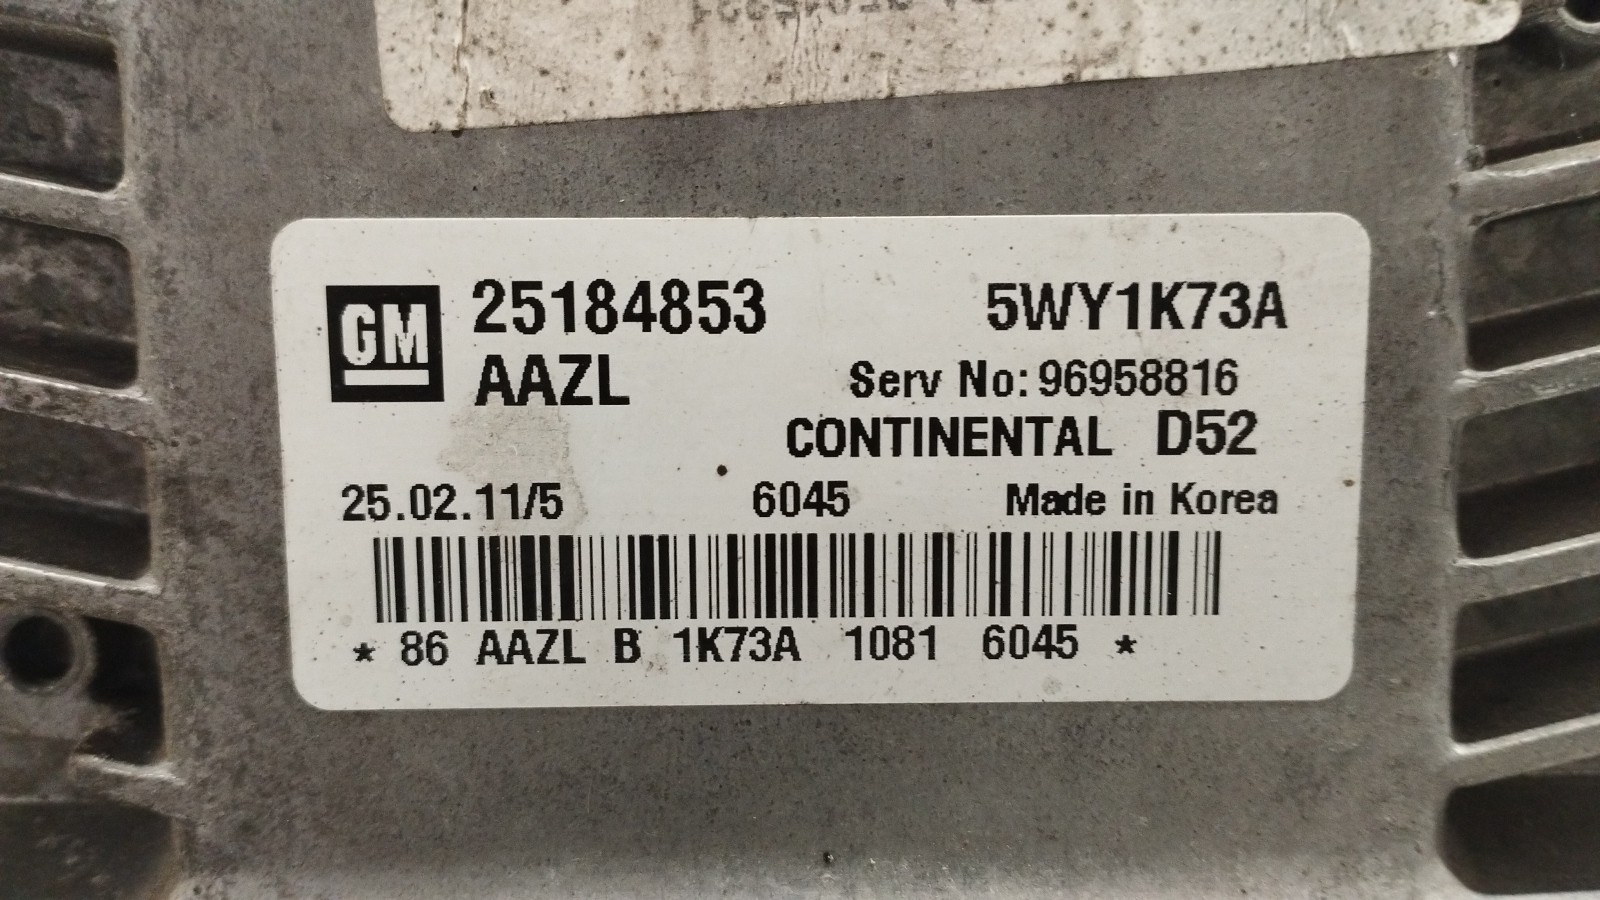 GM 25184853 5WY1K73A
AAZL Serv No: 96958816
CONTINENTAL D52
25.02.11/5 6045 Made in Korea
* 86 AAZL B 1K73A 1081 6045 *